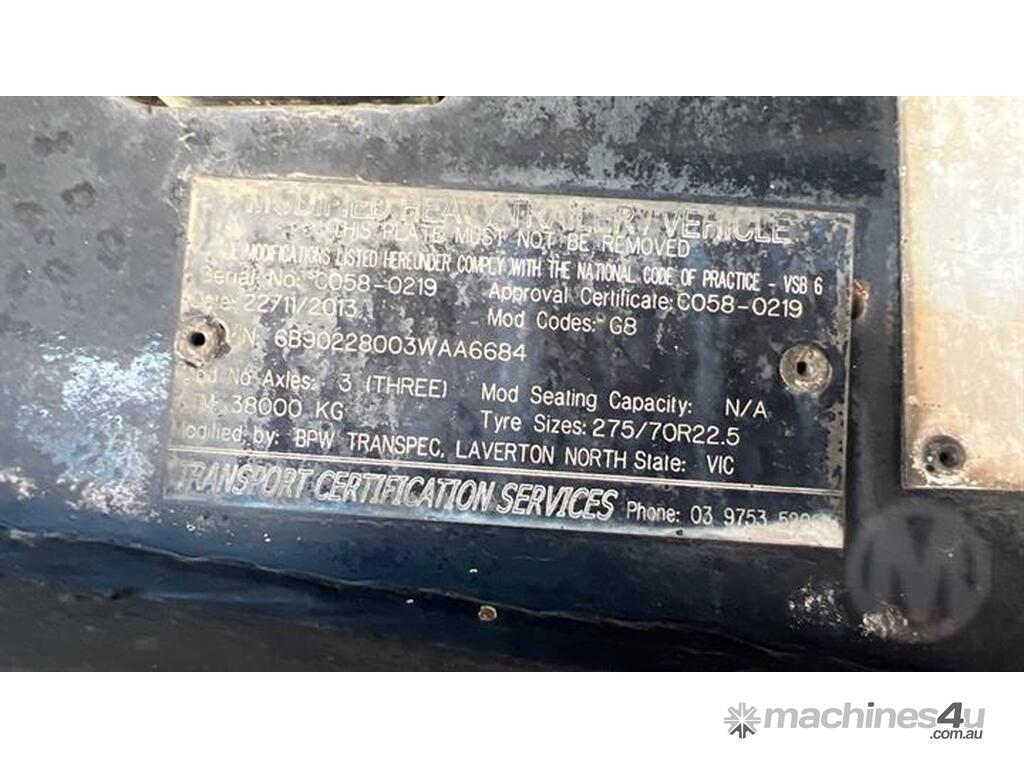 MODIFIED HEAVY TRAILER / VEHICLE
THIS PLATE MUST NOT BE REMOVED
MODIFICATIONS LISTED HEREUNDER COMPLY WITH THE NATIONAL CODE OF PRACTICE - VSB 6
Serial No: C058-0219 Approval Certificate: C058-0219
Date: 22/11/2013 Mod Codes: G8
N: 6B90228003WAA6684
Mod No Axles: 3 (THREE) Mod Seating Capacity: N/A
38000 KG Tyre Sizes: 275/70R22.5
Modified by: BPW TRANSPEC, LAVERTON NORTH State: VIC
TRANSPORT CERTIFICATION SERVICES Phone: 03 9753
M
machines4u
.com.au